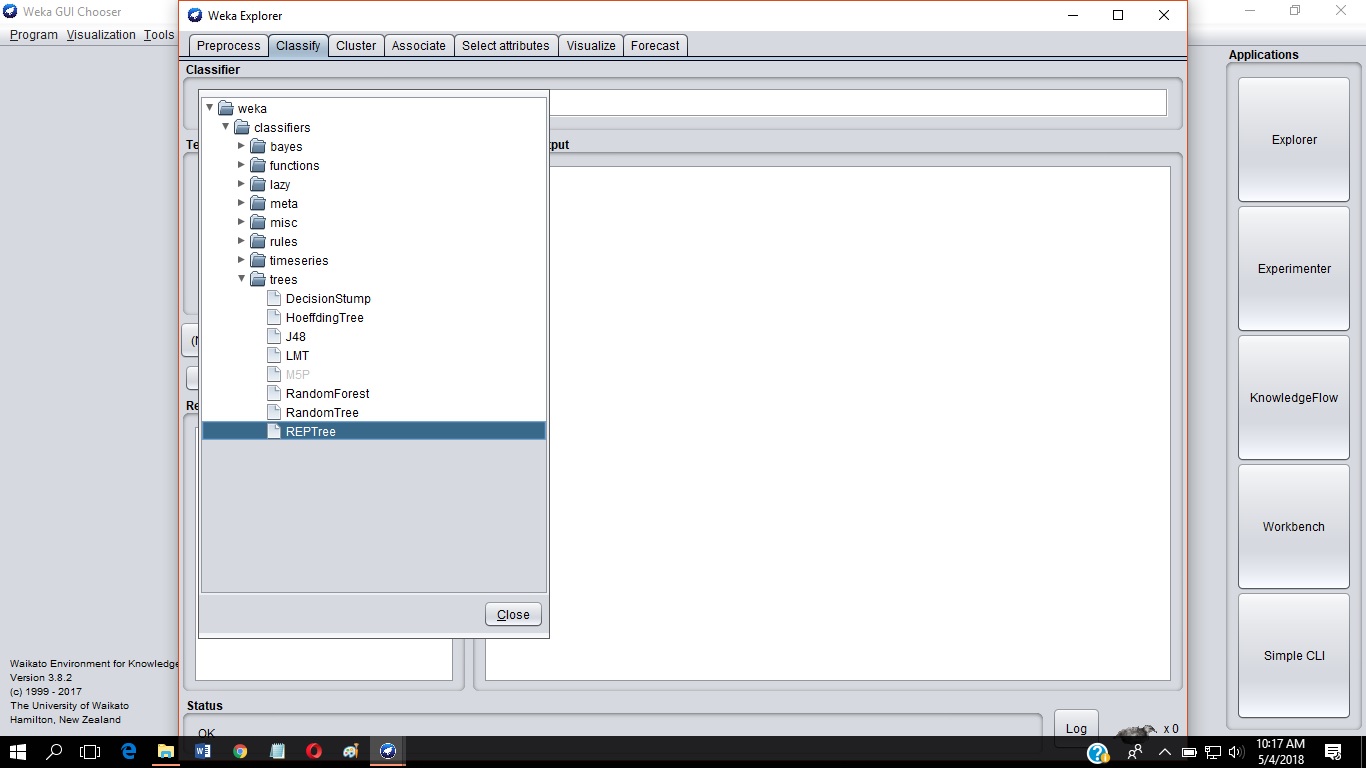 Weka GUI Chooser
Program Visualization Tools
Weka Explorer
Preprocess Classify Cluster Associate Select attributes Visualize Forecast
Classifier
weka
classifiers
bayes
functions
lazy
meta
misc
rules
timeseries
trees
DecisionStump
HoeffdingTree
J48
LMT
M5P
RandomForest
RandomTree
REPTree
Close
Te
tput
(N
Re
Status
OK
Log
x 0
Applications
Explorer
Experimenter
KnowledgeFlow
Workbench
Simple CLI
Waikato Environment for Knowledge
Version 3.8.2
(c) 1999 - 2017
The University of Waikato
Hamilton, New Zealand
10:17 AM
5/4/2018